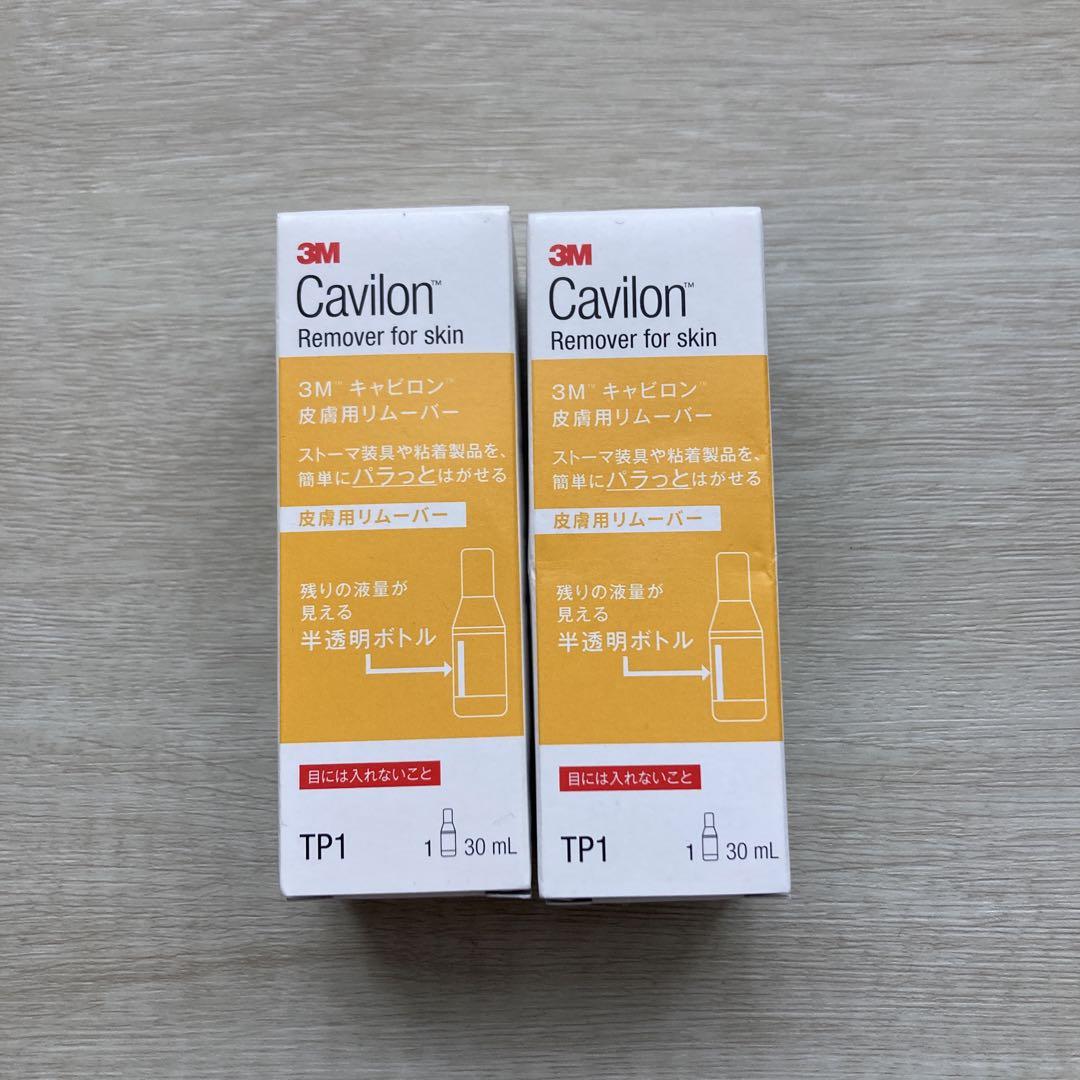 3M
Cavilon™
Remover for skin
3M™ キャビロン™
皮膚用リムーバー
ストーマ装具や粘着製品を、
簡単にパラっとはがせる
皮膚用リムーバー
残りの液量が
見える
半透明ボトル
目には入れないこと
TP1
1 30 mL
3M
Cavilon™
Remover for skin
3M™ キャビロン™
皮膚用リムーバー
ストーマ装具や粘着製品を、
簡単にパラっとはがせる
皮膚用リムーバー
残りの液量が
見える
半透明ボトル
目には入れないこと
TP1
1 30 mL